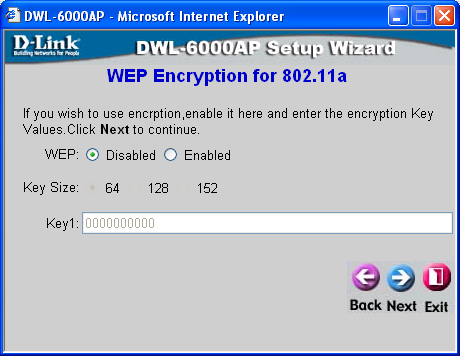 DWL-6000AP - Microsoft Internet Explorer
D-Link
Building Networks for People
DWL-6000AP Setup Wizard
WEP Encryption for 802.11a
If you wish to use encrption,enable it here and enter the encryption Key
Values.Click Next to continue.
WEP: Disabled Enabled
Key Size: 64 128 152
Key1: 0000000000
Back Next Exit